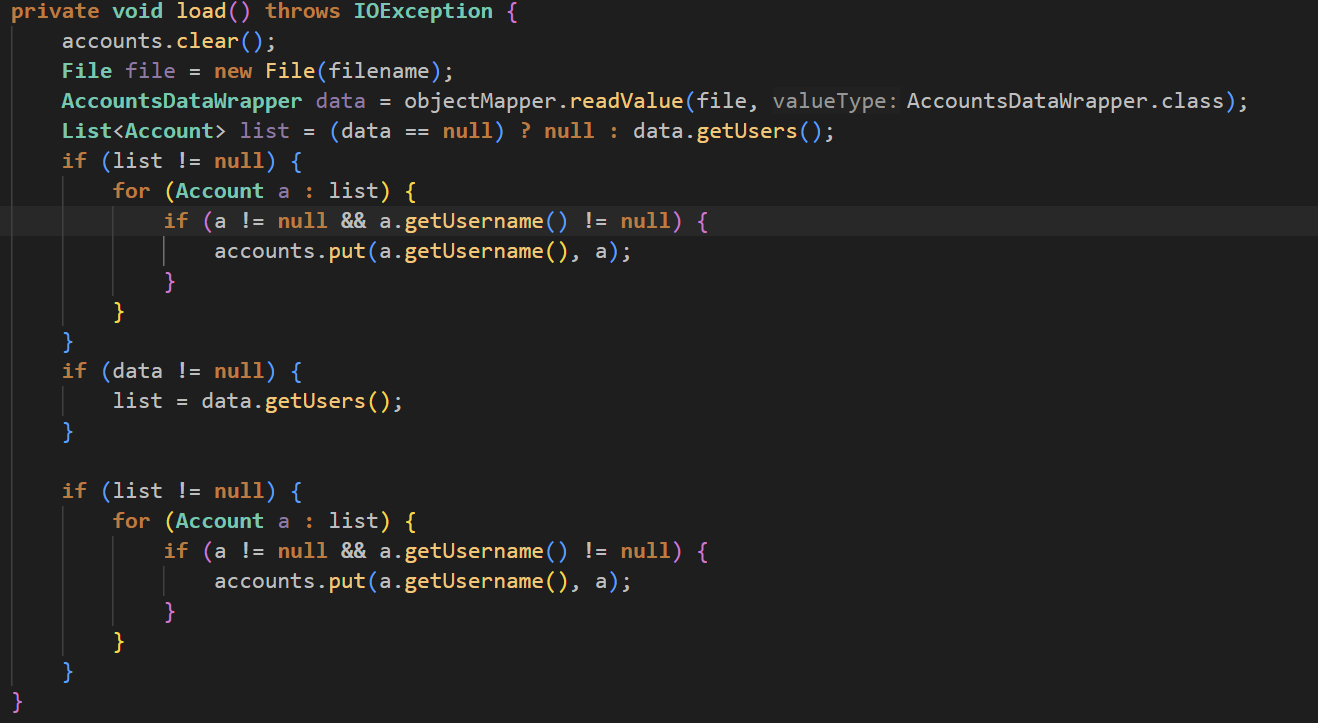 private void load() throws IOException {
    accounts.clear();
    File file = new File(filename);
    AccountsDataWrapper data = objectMapper.readValue(file, valueType: AccountsDataWrapper.class);
    List<Account> list = (data == null) ? null : data.getUsers();
    if (list != null) {
        for (Account a : list) {
            if (a != null && a.getUsername() != null) {
                accounts.put(a.getUsername(), a);
            }
        }
    }
    if (data != null) {
        list = data.getUsers();
    }

    if (list != null) {
        for (Account a : list) {
            if (a != null && a.getUsername() != null) {
                accounts.put(a.getUsername(), a);
            }
        }
    }
}